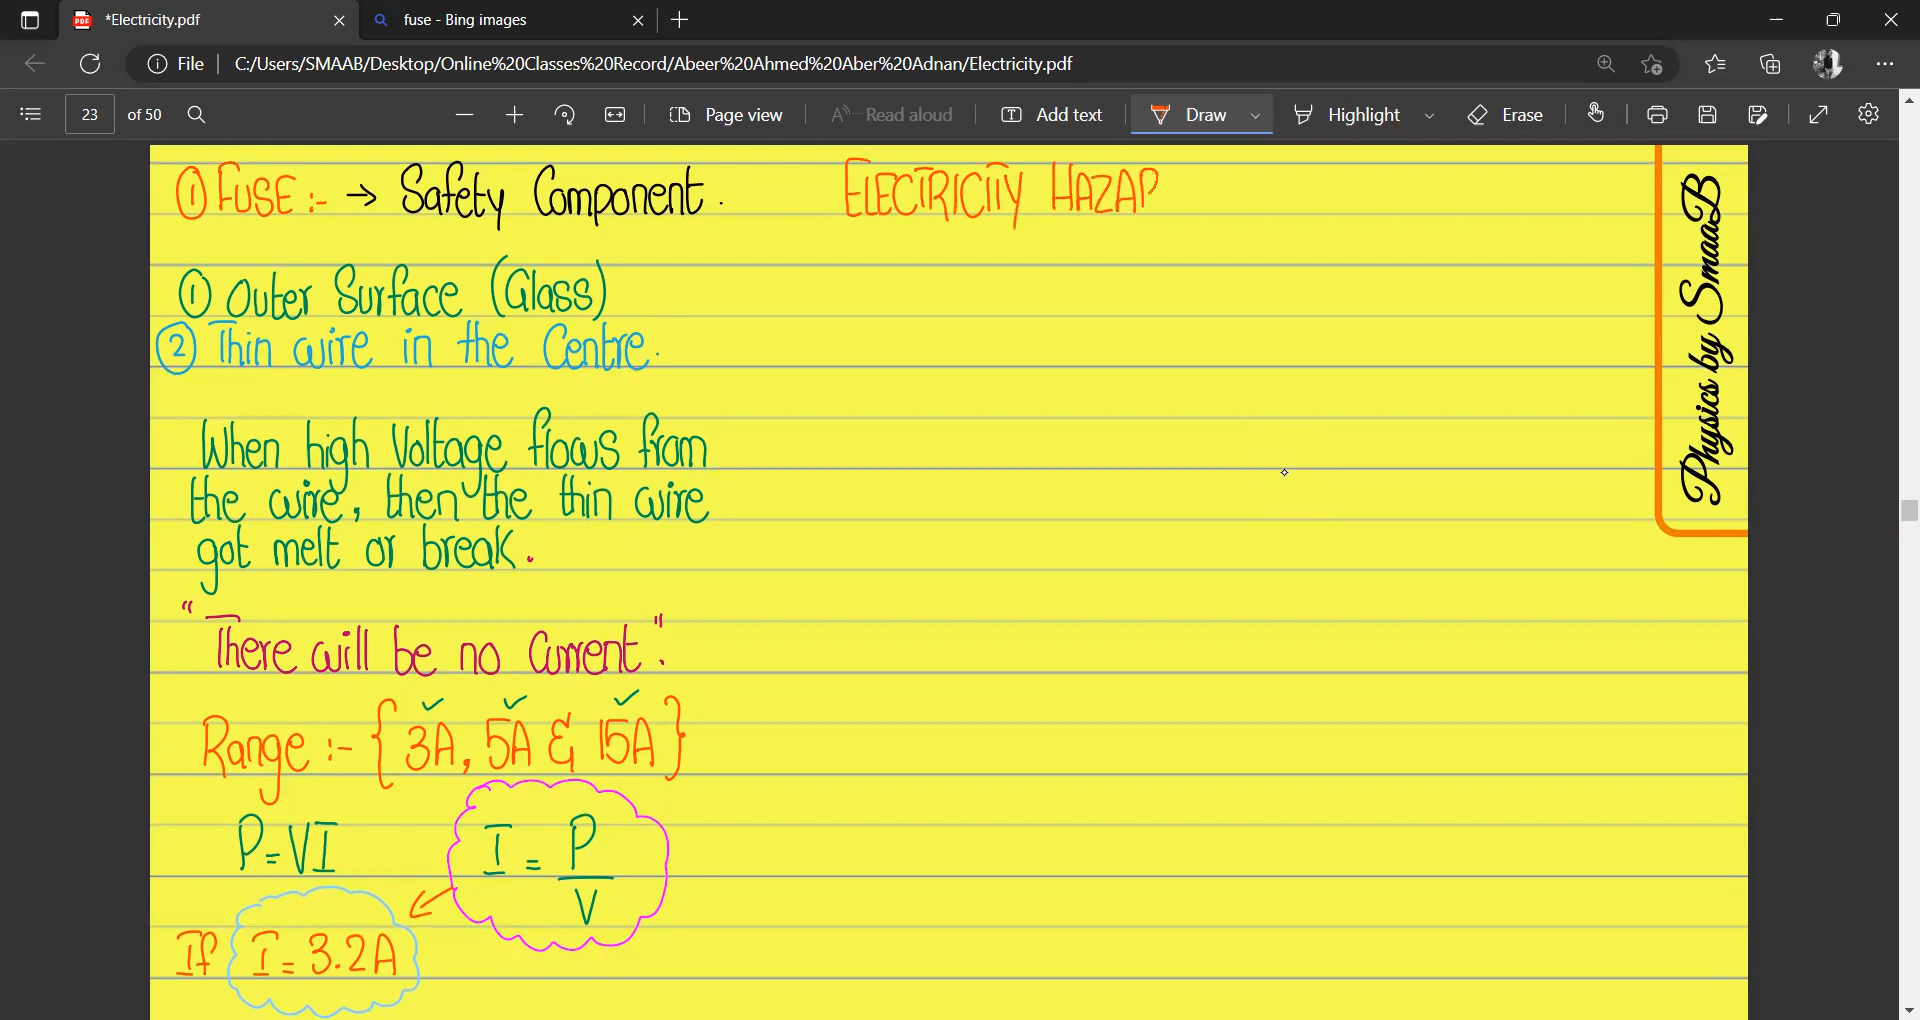 *Electricity.pdf
fuse - Bing images
File
C:/Users/SMAAB/Desktop/Online%20Classes%20Record/Abeer%20Ahmed%20Aber%20Adnan/Electricity.pdf
23 of 50
Page view
Read aloud
Add text
Draw
Highlight
Erase
① FUSE :- → Safety Component. ELECTRICITY HAZAP
① Outer Surface (Glass)
② Thin wire in the Centre.
When high Voltage flows from
the wire, then the thin wire
got melt or break.
"There will be no Current".
Range :- { 3A, 5A & 15A }
P=VI
I = P/V
If I = 3.2A
Physics by SmaaB